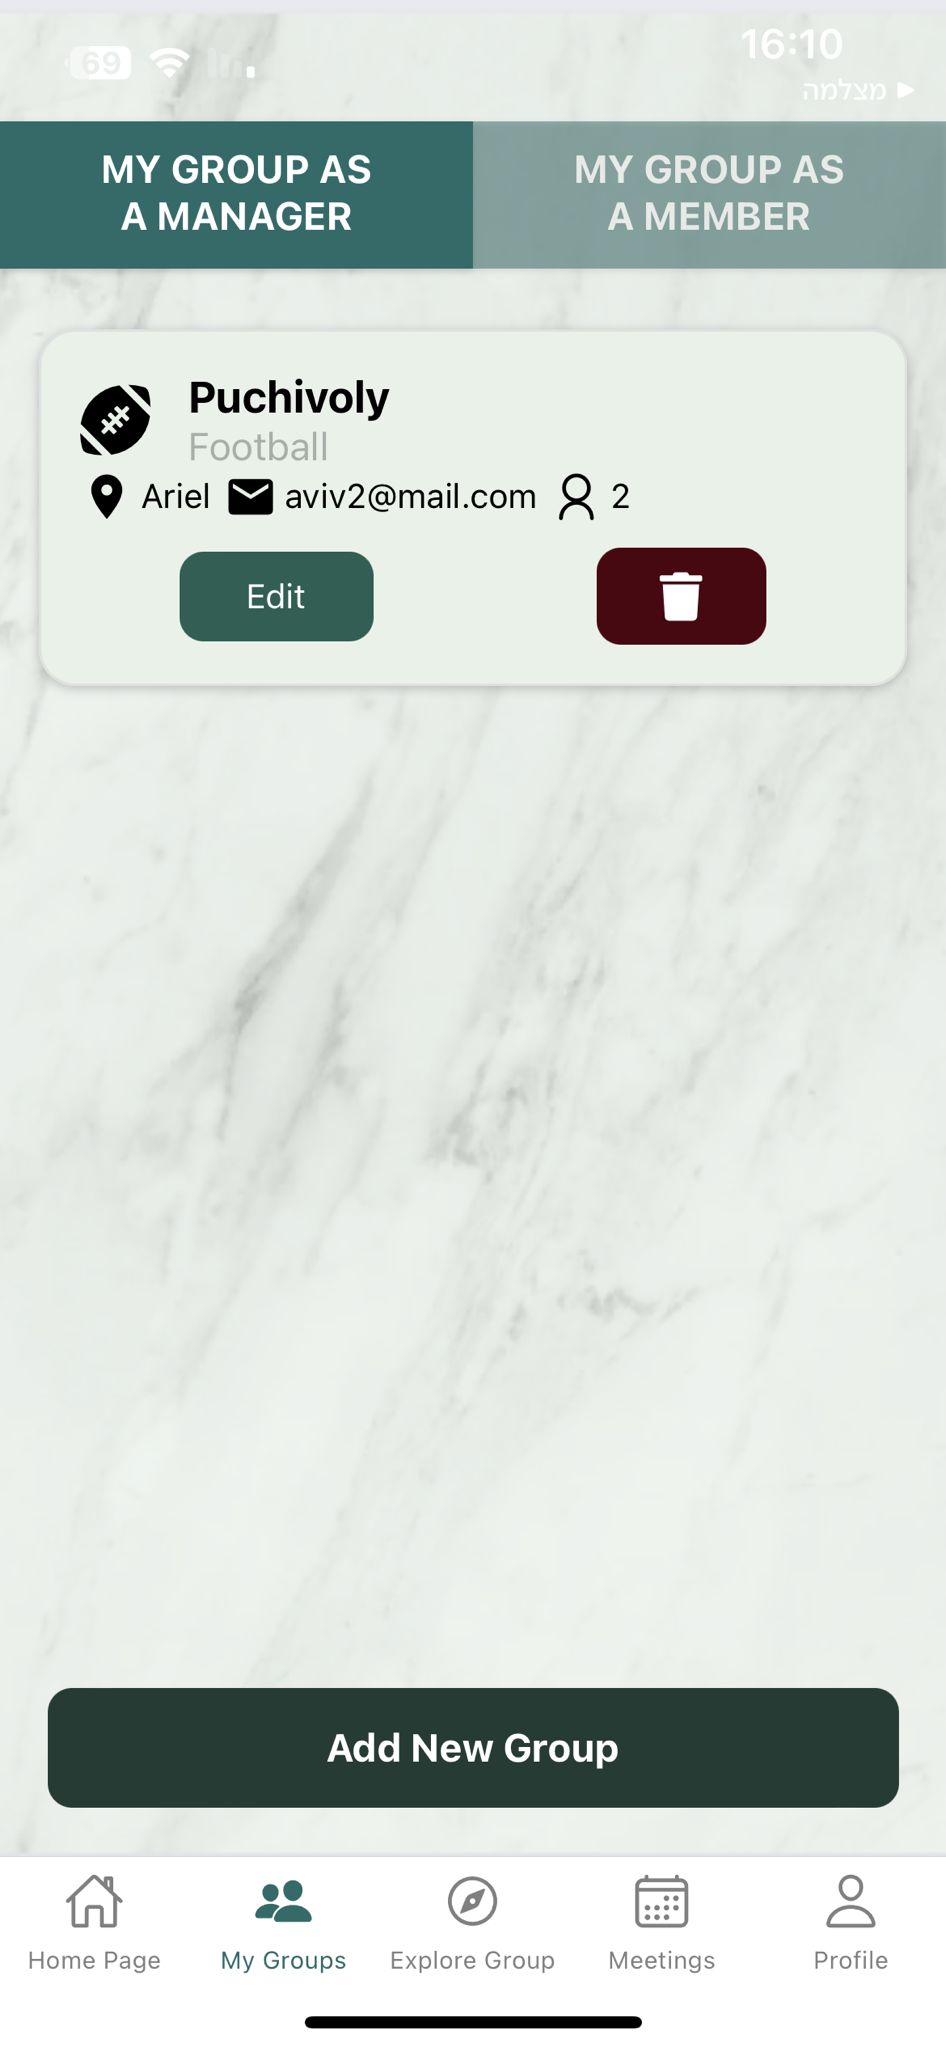 69
16:10
מצלמה
MY GROUP AS
A MANAGER
MY GROUP AS
A MEMBER
Puchivoly
Football
Ariel aviv2@mail.com 2
Edit
Add New Group
Home Page My Groups Explore Group Meetings Profile